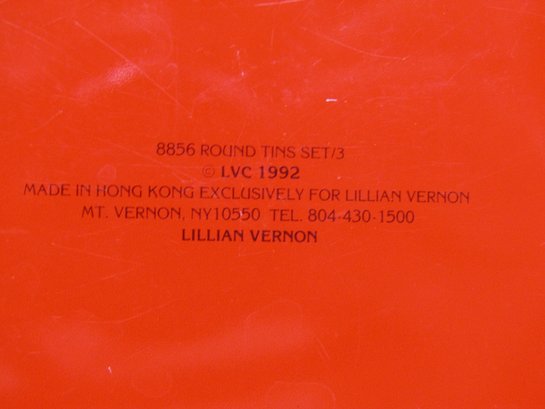 8856 ROUND TINS SET/3
© LVC 1992
MADE IN HONG KONG EXCLUSIVELY FOR LILLIAN VERNON
MT. VERNON, NY10550 TEL. 804-430-1500
LILLIAN VERNON